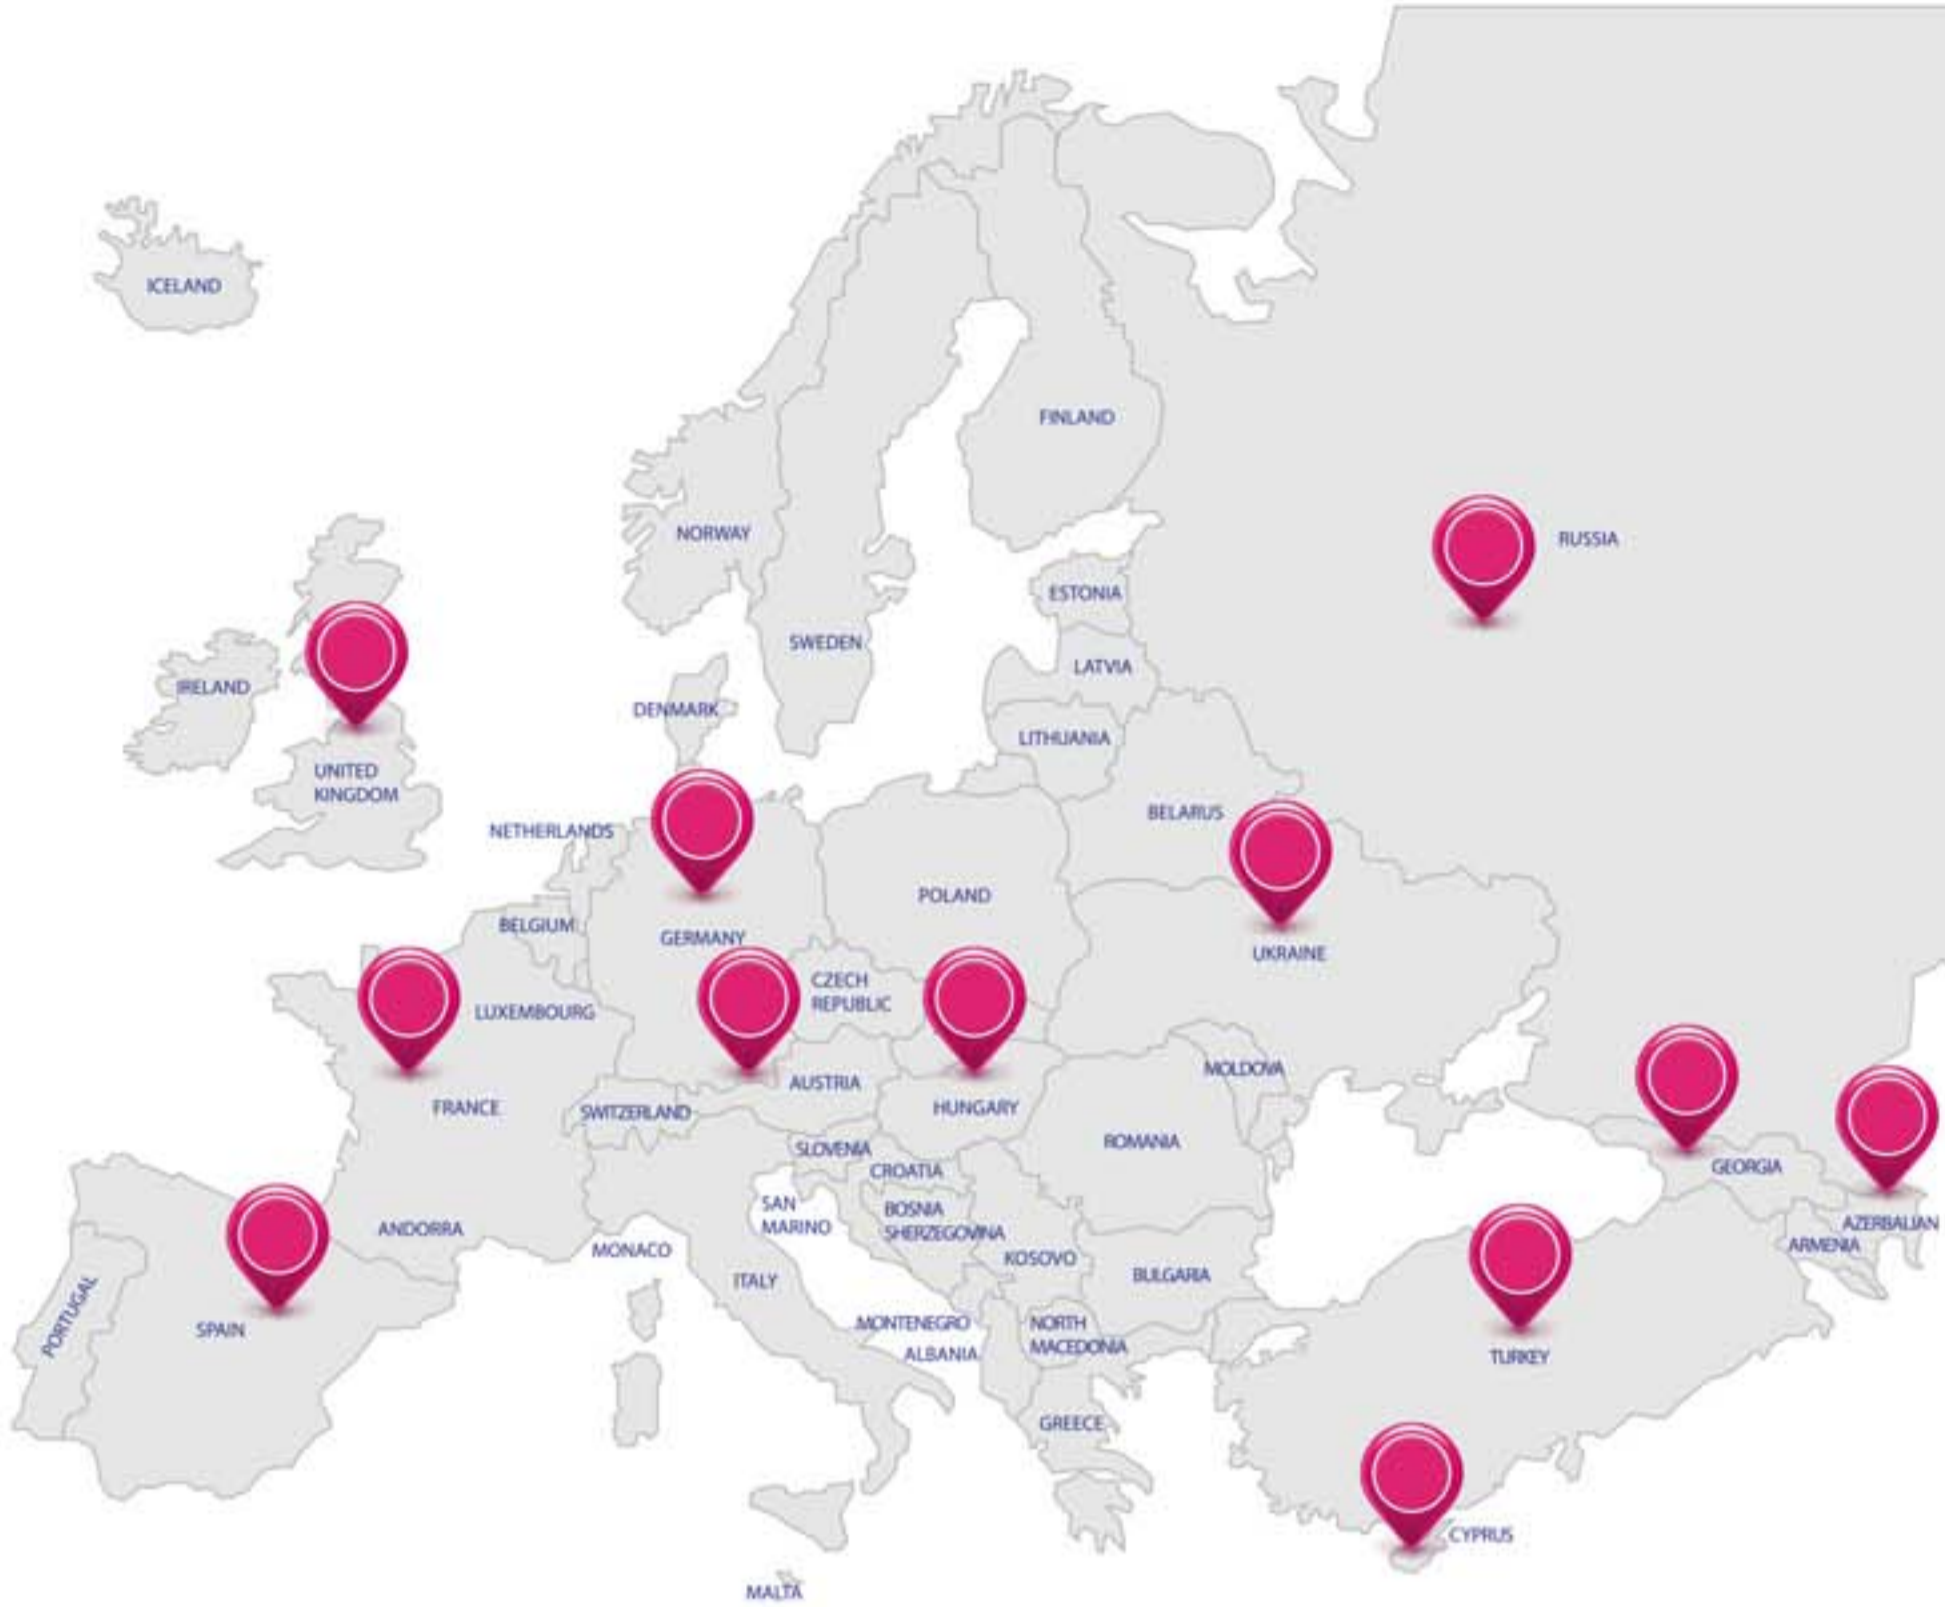 ICELAND
FINLAND
NORWAY
RUSSIA
ESTONIA
SWEDEN
LATVIA
IRELAND
DENMARK
LITHUANIA
UNITED
KINGDOM
BELARUS
NETHERLANDS
POLAND
BELGIUM
GERMANY
UKRAINE
CZECH
REPUBLIC
LUXEMBOURG
MOLDOVA
AUSTRIA
FRANCE
SWITZERLAND
HUNGARY
ROMANIA
SLOVENIA
CROATIA
GEORGIA
SAN
MARINO
BOSNIA
SHERZEGOVINA
ANDORRA
AZERBALIAN
ARMENIA
MONACO
KOSOVO
BULGARIA
ITALY
PORTUGAL
SPAIN
MONTENEGRO
NORTH
MACEDONIA
ALBANIA
TURKEY
GREECE
CYPRUS
MALTA